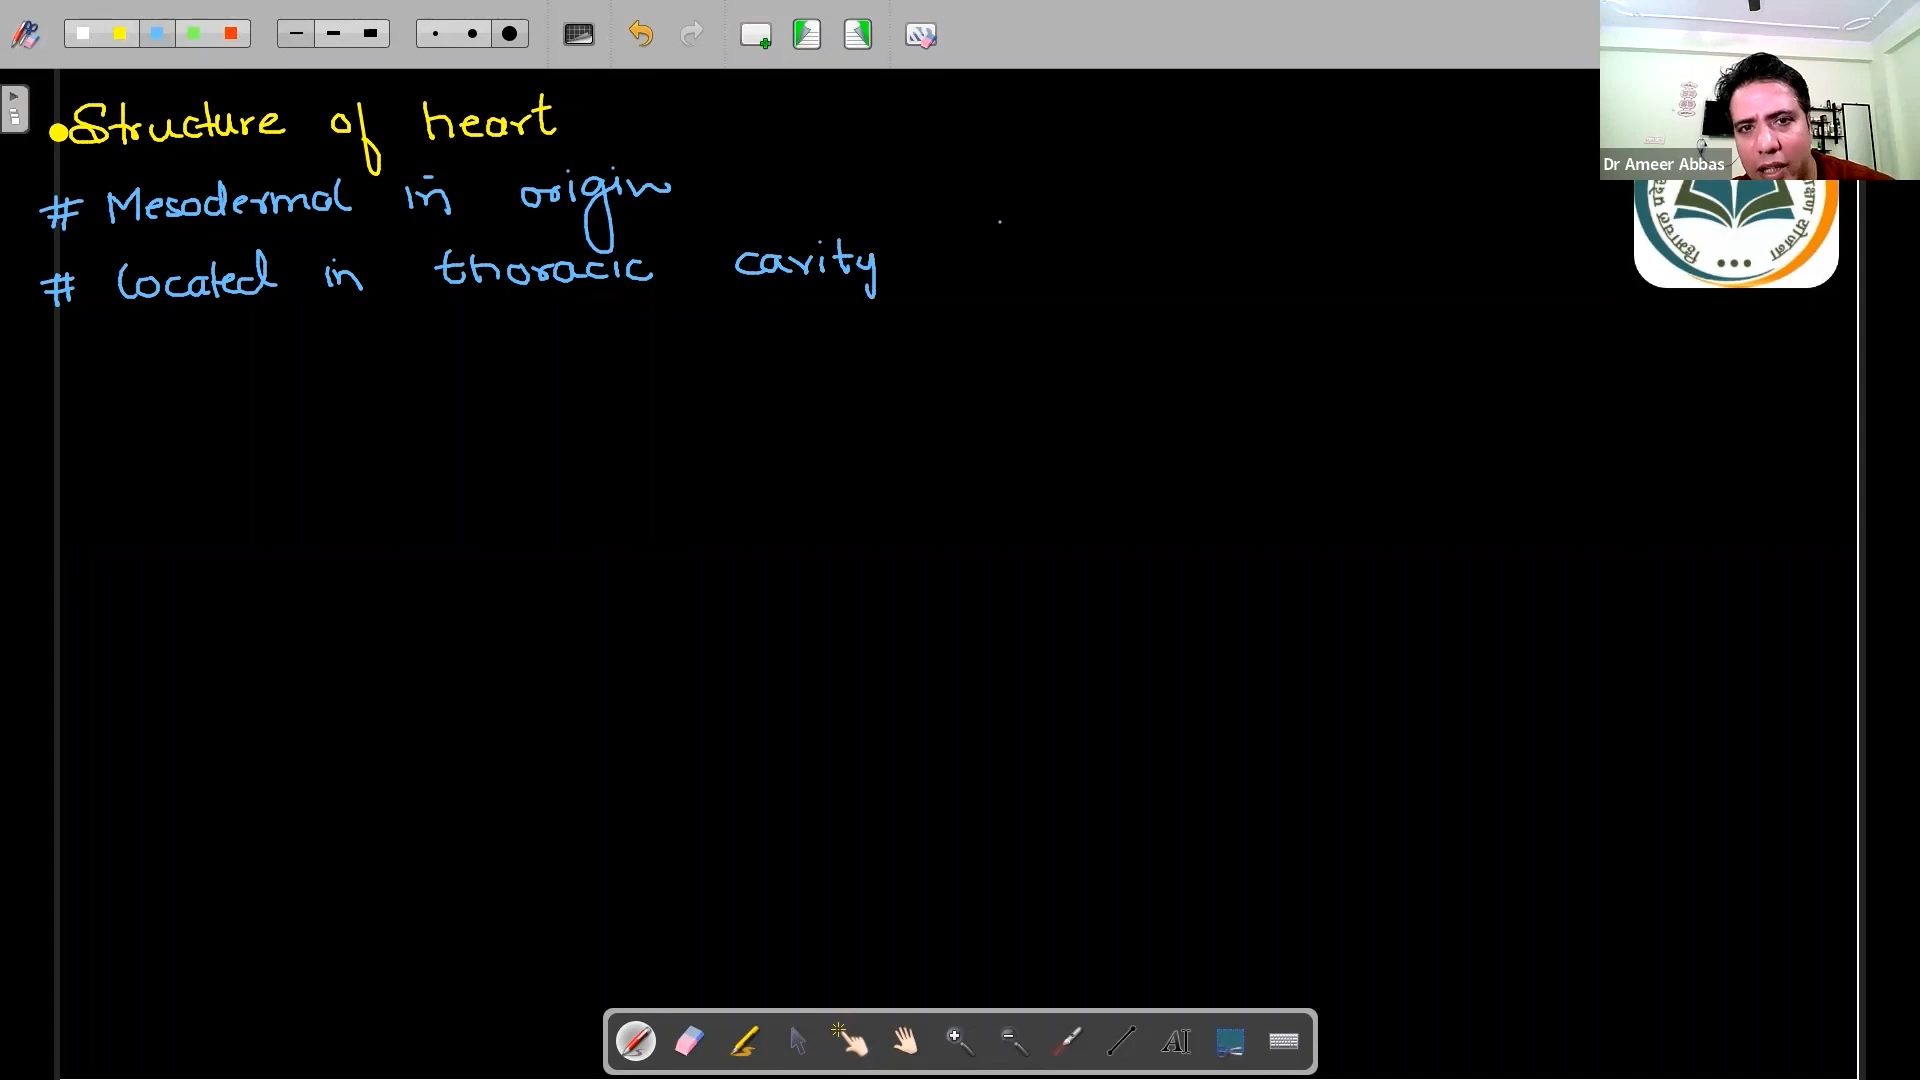 Structure of heart
# Mesodermal in origin
# Located in thoracic cavity
Dr Ameer Abbas